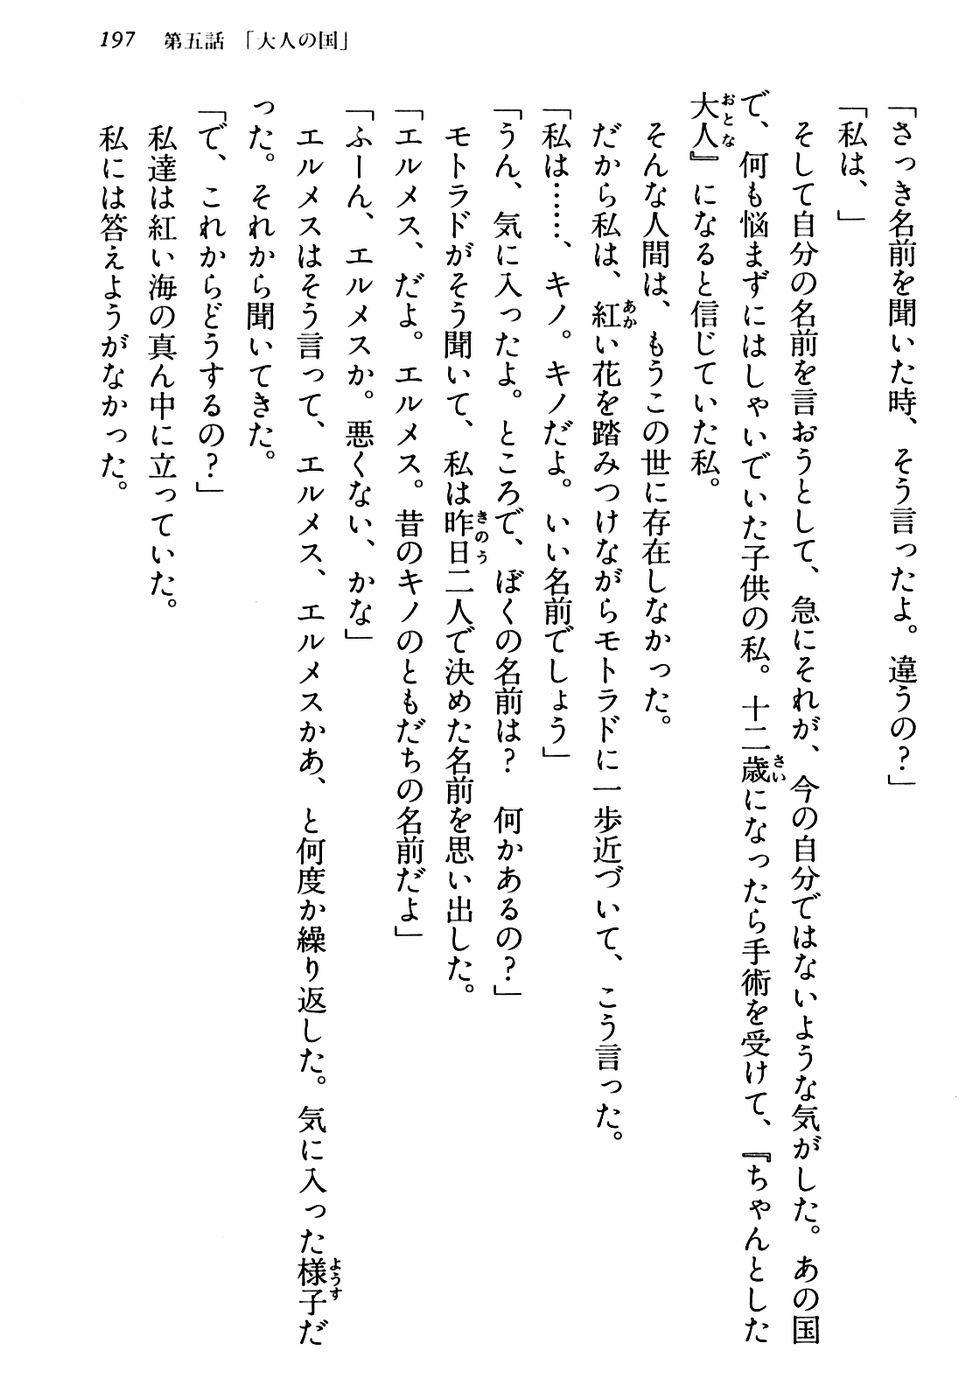 197　第五話　「大人の国」
「さっき名前を聞いた時、そう言ったよ。違うの？」
「私は、」
　そして自分の名前を言おうとして、急にそれが、今の自分ではないような気がした。あの国
で、何も悩まずにはしゃいでいた子供の私。十二歳になったら手術を受けて、『ちゃんとした
大人』になると信じていた私。
　そんな人間は、もうこの世に存在しなかった。
　だから私は、紅い花を踏みつけながらモトラドに一歩近づいて、こう言った。
「私は……、キノ。キノだよ。いい名前でしょう」
「うん、気に入ったよ。ところで、ぼくの名前は？　何かあるの？」
　モトラドがそう聞いて、私は昨日二人で決めた名前を思い出した。
「エルメス、だよ。エルメス。昔のキノのともだちの名前だよ」
「ふーん、エルメスか。悪くない、かな」
　エルメスはそう言って、エルメス、エルメスかあ、と何度か繰り返した。気に入った様子だ
った。それから聞いてきた。
「で、これからどうするの？」
　私達は紅い海の真ん中に立っていた。
　私には答えようがなかった。